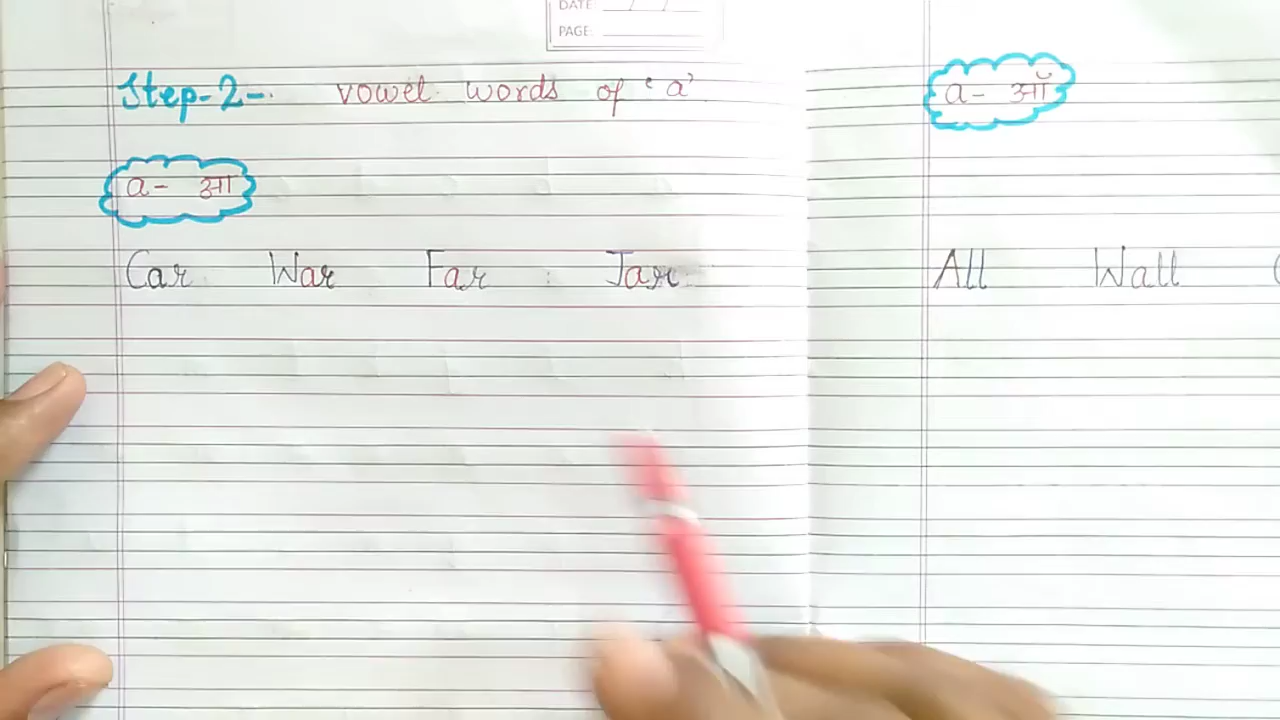 DATE: / /
PAGE:
Step-2- vowel words of 'a'
a- आ
Car War Far Jar
a- ऑ
All Wall